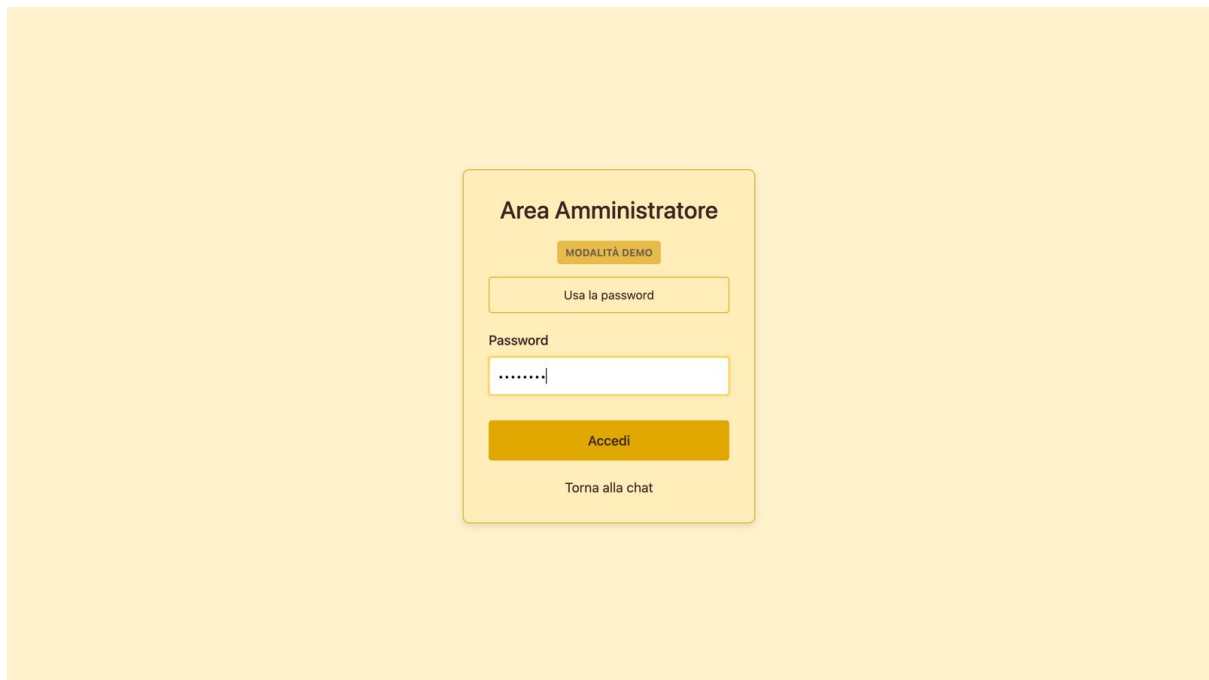 Area Amministratore
MODALITÀ DEMO
Usa la password
Password
••••••••
Accedi
Torna alla chat